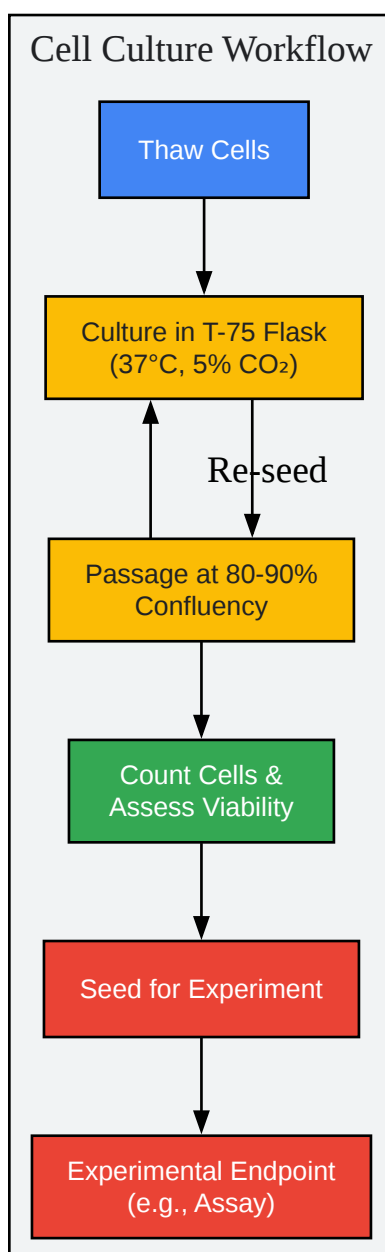 Cell Culture Workflow
Thaw Cells
Culture in T-75 Flask
(37°C, 5% CO₂)
Re-seed
Passage at 80-90%
Confluency
Count Cells &
Assess Viability
Seed for Experiment
Experimental Endpoint
(e.g., Assay)